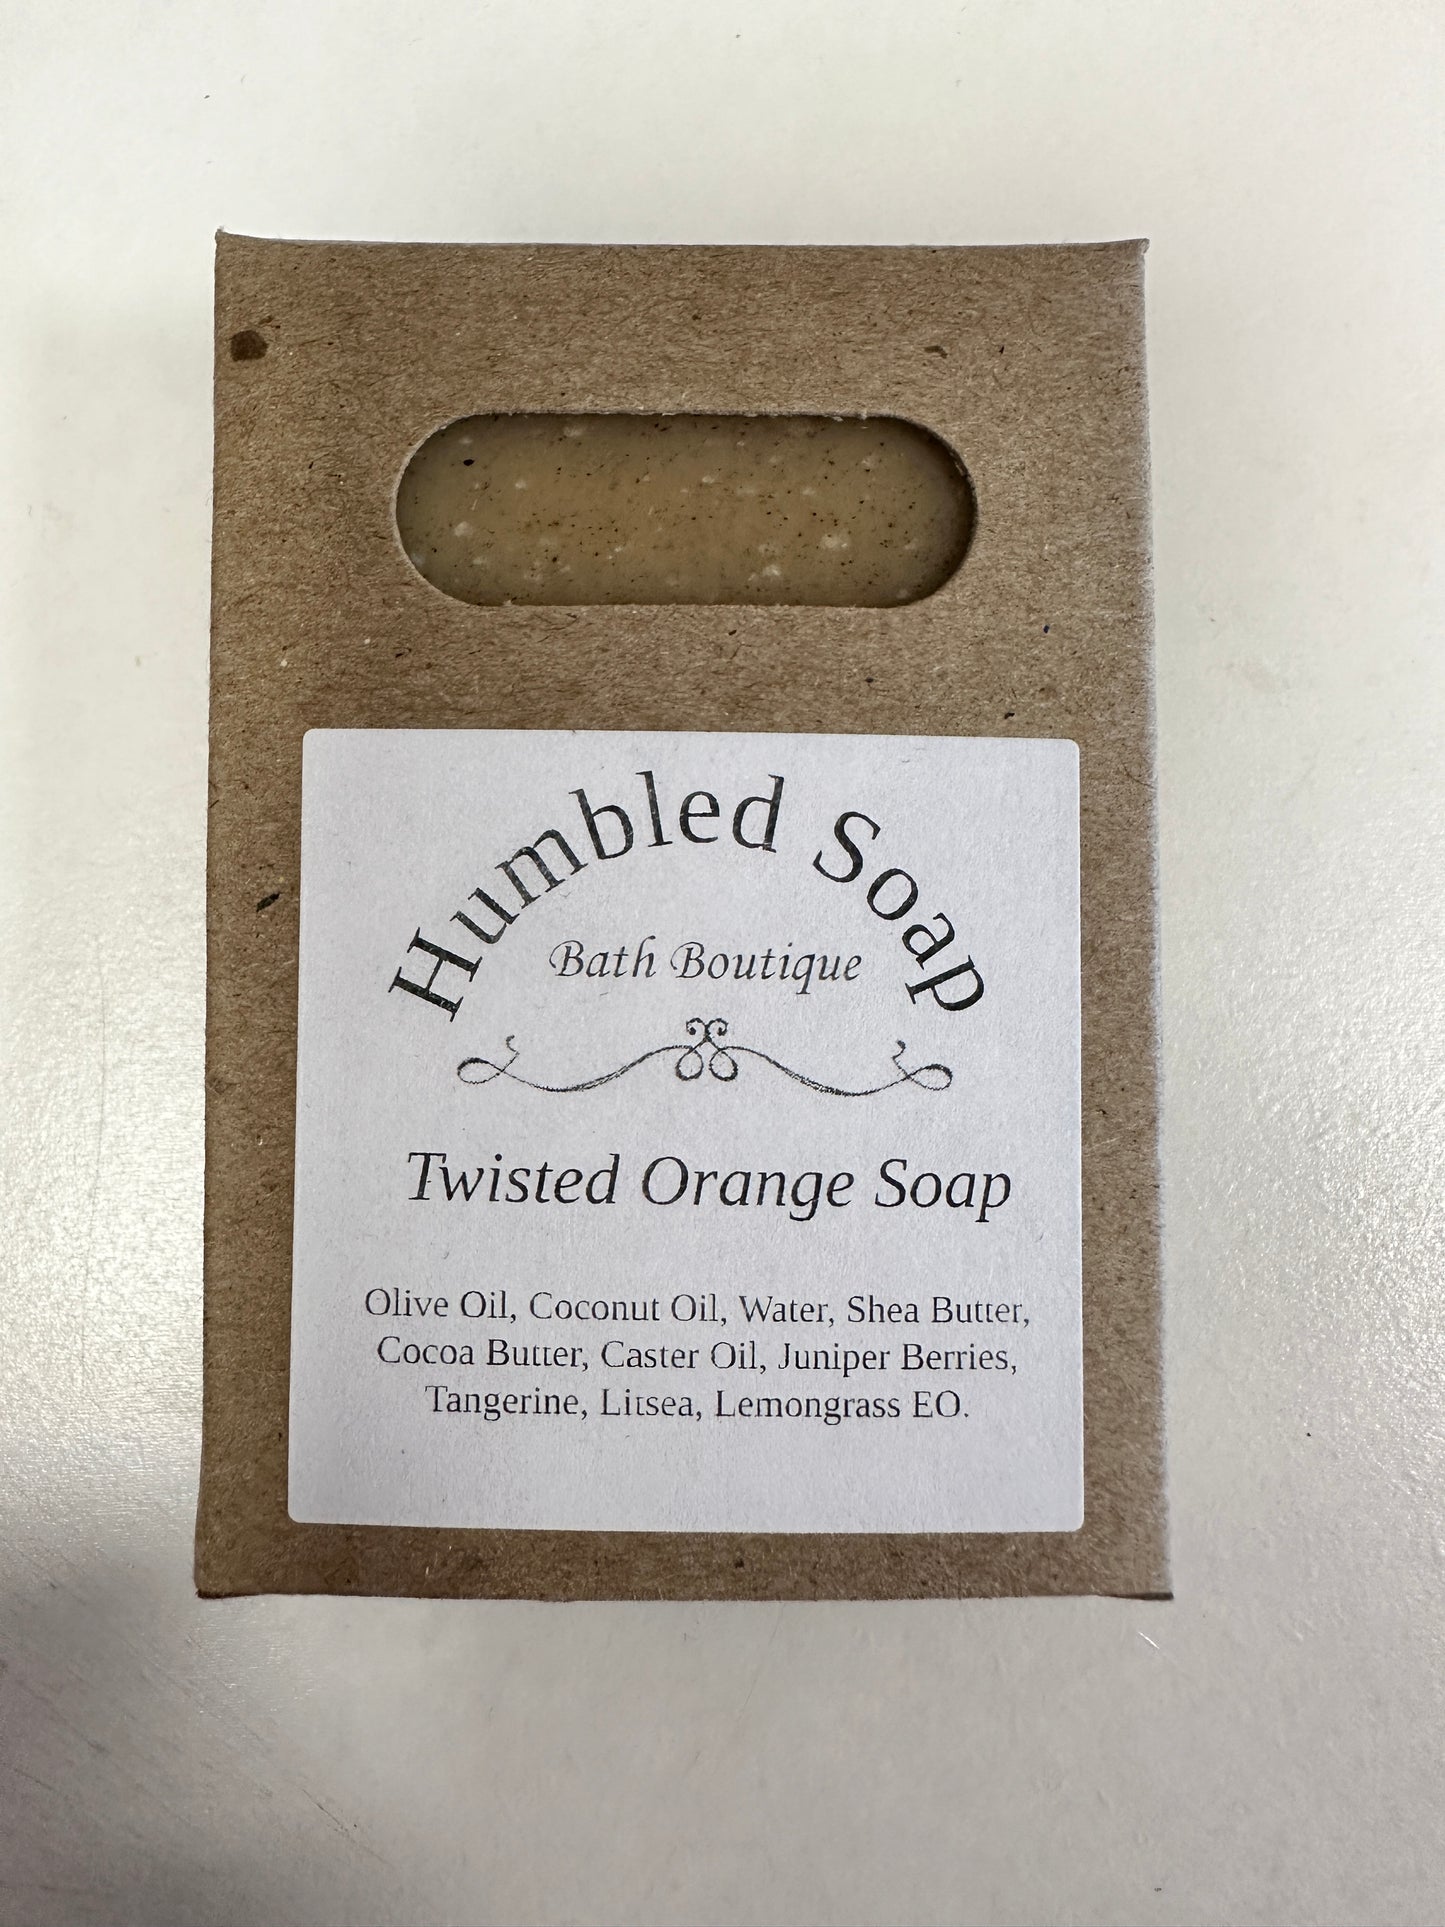 Humbled Soap
Bath Boutique
Twisted Orange Soap
Olive Oil, Coconut Oil, Water, Shea Butter,
Cocoa Butter, Caster Oil, Juniper Berries,
Tangerine, Litsea, Lemongrass EO.